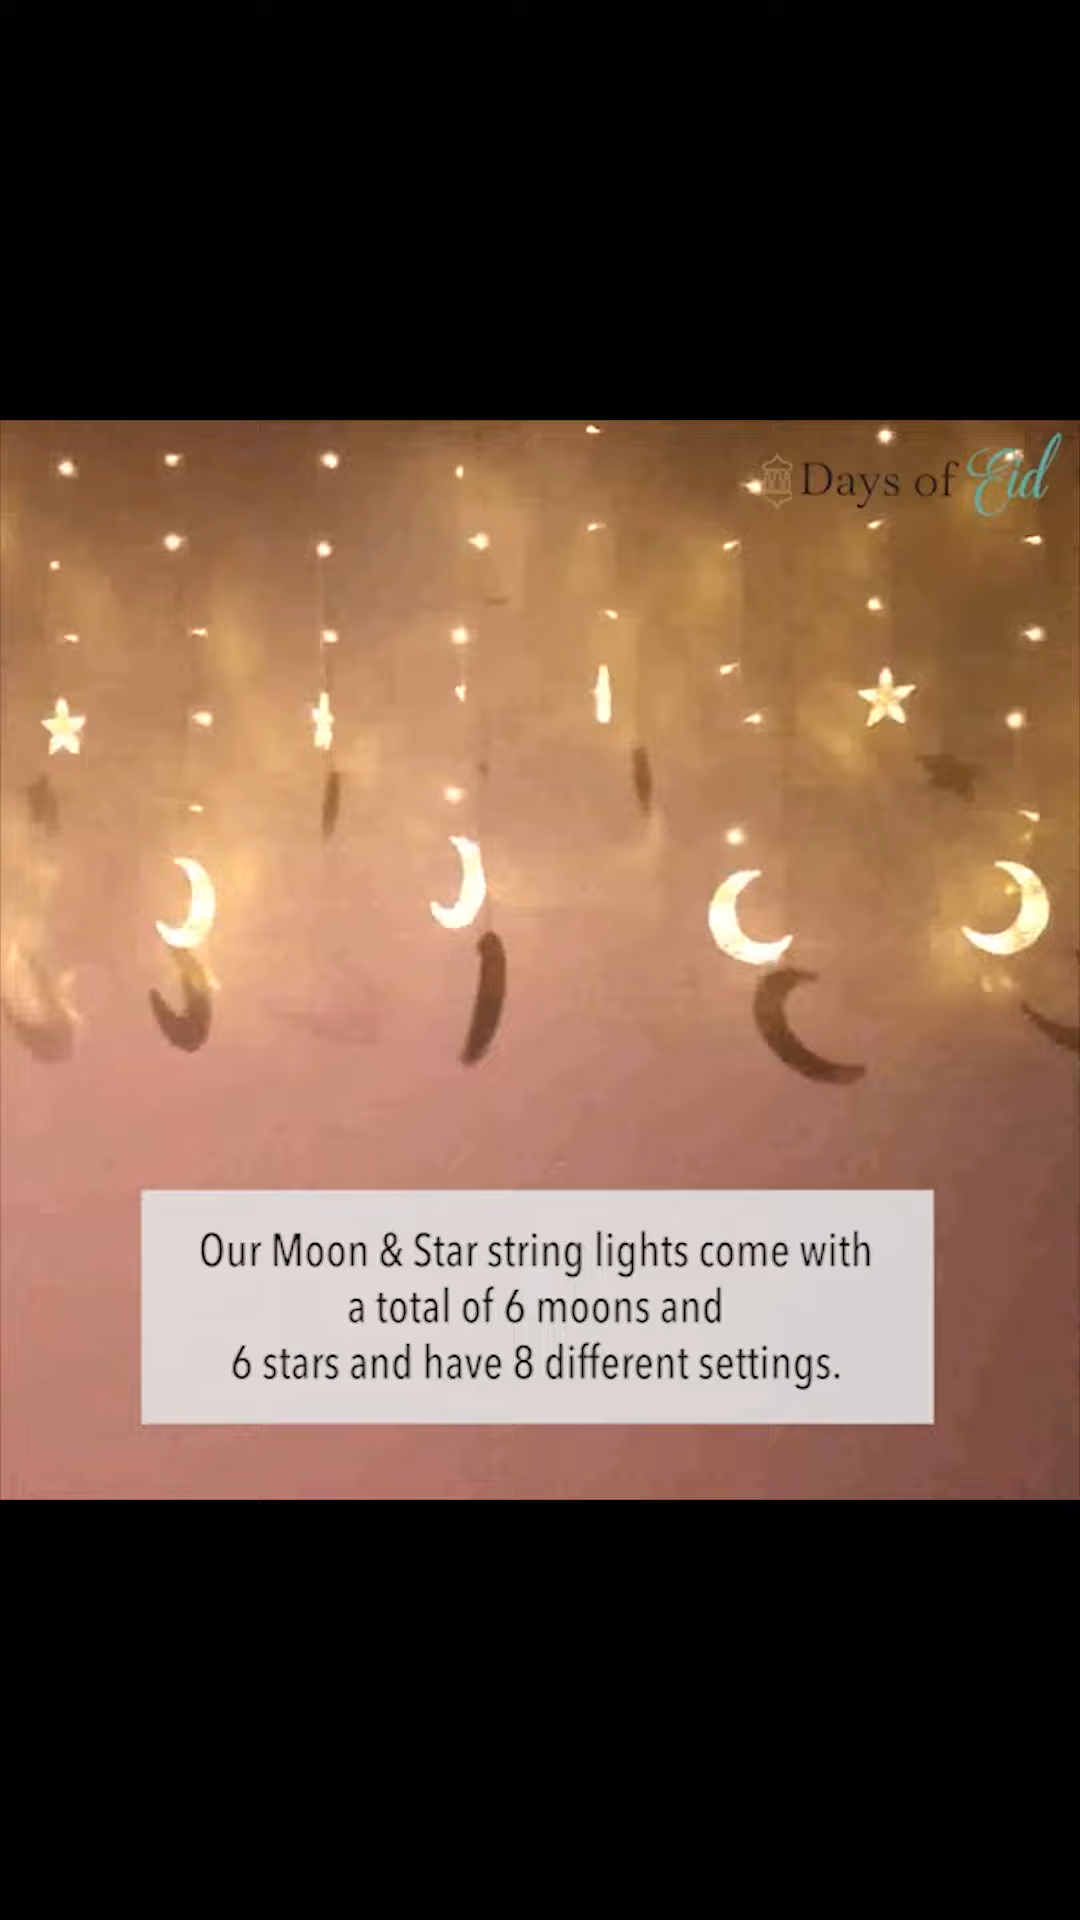 Days of Eid
Our Moon & Star string lights come with
a total of 6 moons and
6 stars and have 8 different settings.